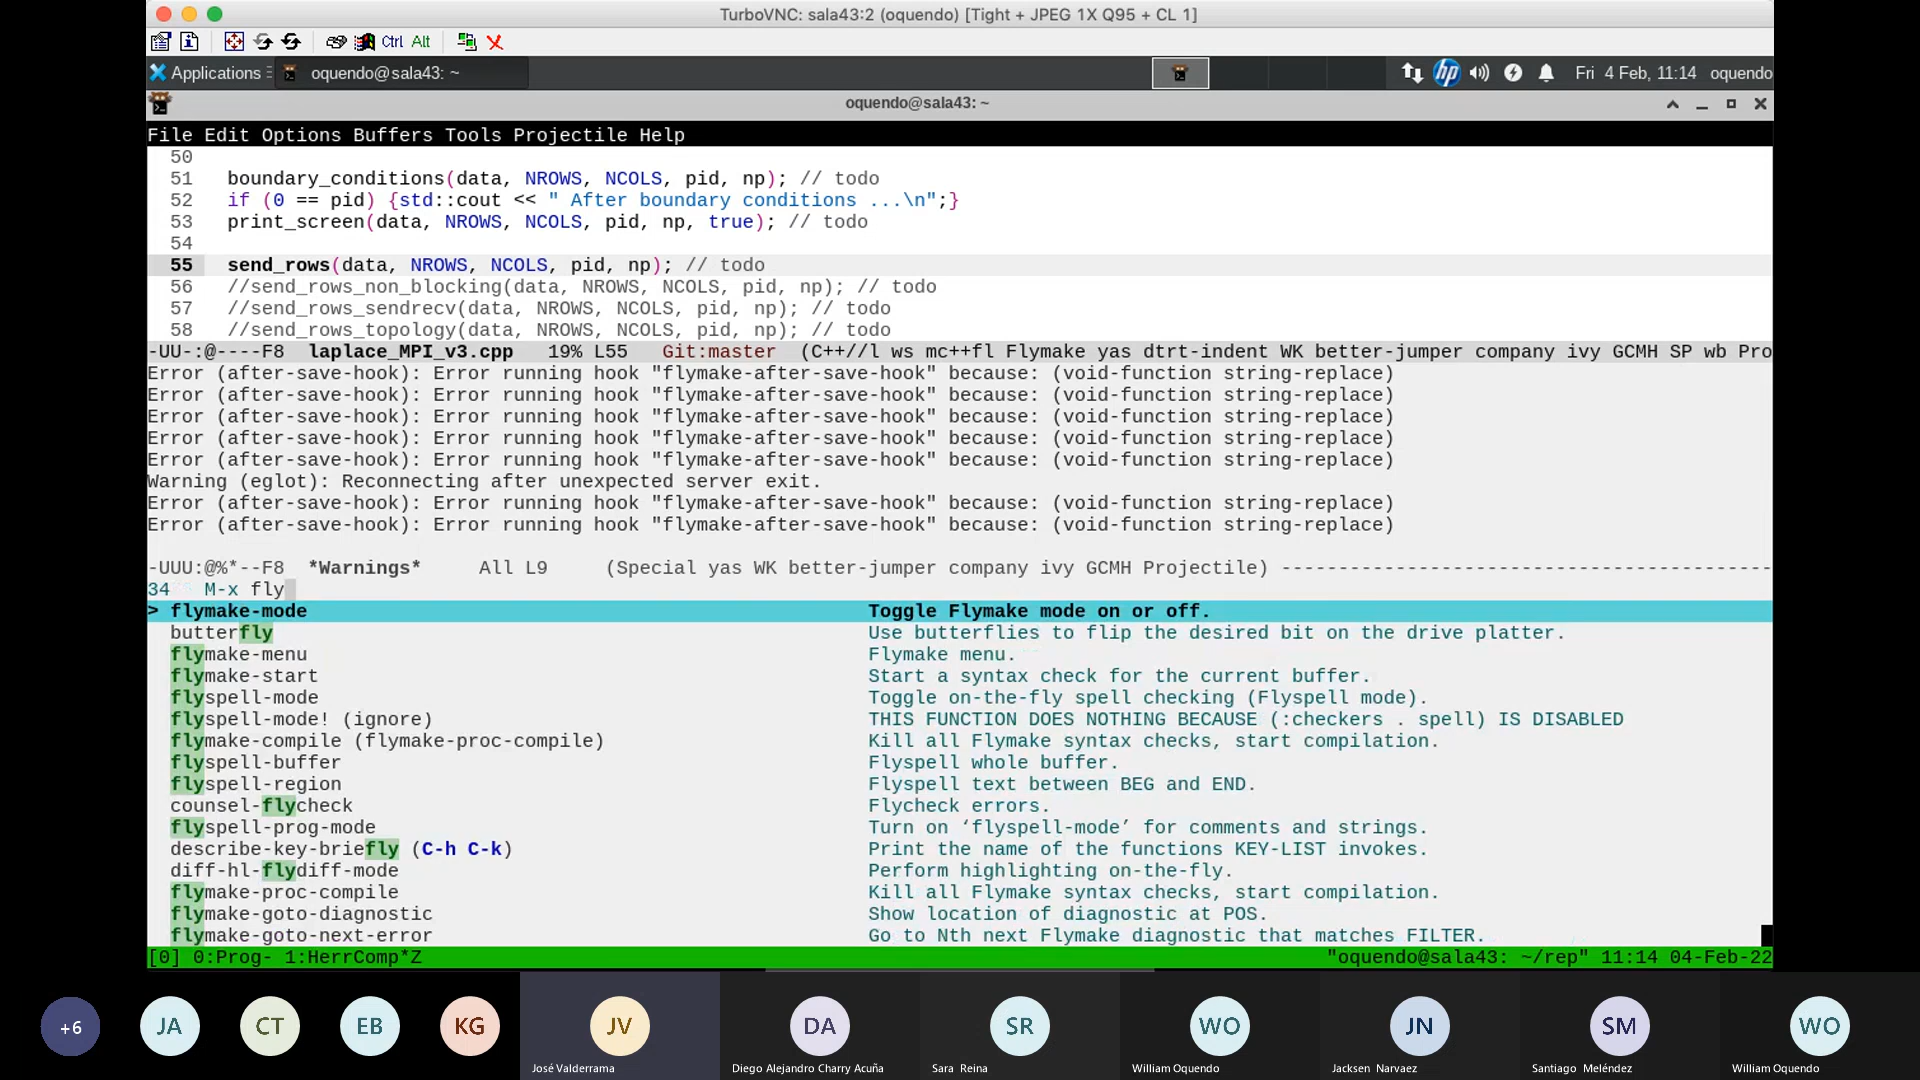 TurboVNC: sala43:2 (oquendo) [Tight + JPEG 1X Q95 + CL 1]
Ctrl Alt
Applications oquendo@sala43: ~ hp Fri 4 Feb, 11:14 oquendo
oquendo@sala43: ~
File Edit Options Buffers Tools Projectile Help
50
51 boundary_conditions(data, NROWS, NCOLS, pid, np); // todo
52 if (0 == pid) {std::cout << " After boundary conditions ...\n";}
53 print_screen(data, NROWS, NCOLS, pid, np, true); // todo
54
55 send_rows(data, NROWS, NCOLS, pid, np); // todo
56 //send_rows_non_blocking(data, NROWS, NCOLS, pid, np); // todo
57 //send_rows_sendrecv(data, NROWS, NCOLS, pid, np); // todo
58 //send_rows_topology(data, NROWS, NCOLS, pid, np); // todo
-UU-:@----F8 laplace_MPI_v3.cpp 19% L55 Git:master (C++//l ws mc++fl Flymake yas dtrt-indent WK better-jumper company ivy GCMH SP wb Pro
Error (after-save-hook): Error running hook "flymake-after-save-hook" because: (void-function string-replace)
Error (after-save-hook): Error running hook "flymake-after-save-hook" because: (void-function string-replace)
Error (after-save-hook): Error running hook "flymake-after-save-hook" because: (void-function string-replace)
Error (after-save-hook): Error running hook "flymake-after-save-hook" because: (void-function string-replace)
Error (after-save-hook): Error running hook "flymake-after-save-hook" because: (void-function string-replace)
Warning (eglot): Reconnecting after unexpected server exit.
Error (after-save-hook): Error running hook "flymake-after-save-hook" because: (void-function string-replace)
Error (after-save-hook): Error running hook "flymake-after-save-hook" because: (void-function string-replace)
-UUU:@%*--F8 *Warnings* All L9 (Special yas WK better-jumper company ivy GCMH Projectile) -------------------------------------------
34 M-x fly
> flymake-mode Toggle Flymake mode on or off.
butterfly Use butterflies to flip the desired bit on the drive platter.
flymake-menu Flymake menu.
flymake-start Start a syntax check for the current buffer.
flyspell-mode Toggle on-the-fly spell checking (Flyspell mode).
flyspell-mode! (ignore) THIS FUNCTION DOES NOTHING BECAUSE (:checkers . spell) IS DISABLED
flymake-compile (flymake-proc-compile) Kill all Flymake syntax checks, start compilation.
flyspell-buffer Flyspell whole buffer.
flyspell-region Flyspell text between BEG and END.
counsel-flycheck Flycheck errors.
flyspell-prog-mode Turn on ‘flyspell-mode’ for comments and strings.
describe-key-briefly (C-h C-k) Print the name of the functions KEY-LIST invokes.
diff-hl-flydiff-mode Perform highlighting on-the-fly.
flymake-proc-compile Kill all Flymake syntax checks, start compilation.
flymake-goto-diagnostic Show location of diagnostic at POS.
flymake-goto-next-error Go to Nth next Flymake diagnostic that matches FILTER.
[0] 0:Prog- 1:HerrComp*Z "oquendo@sala43: ~/rep" 11:14 04-Feb-22
+6 JA CT EB KG JV DA SR WO JN SM WO
José Valderrama Diego Alejandro Charry Acuña Sara Reina William Oquendo Jacksen Narvaez Santiago Meléndez William Oquendo